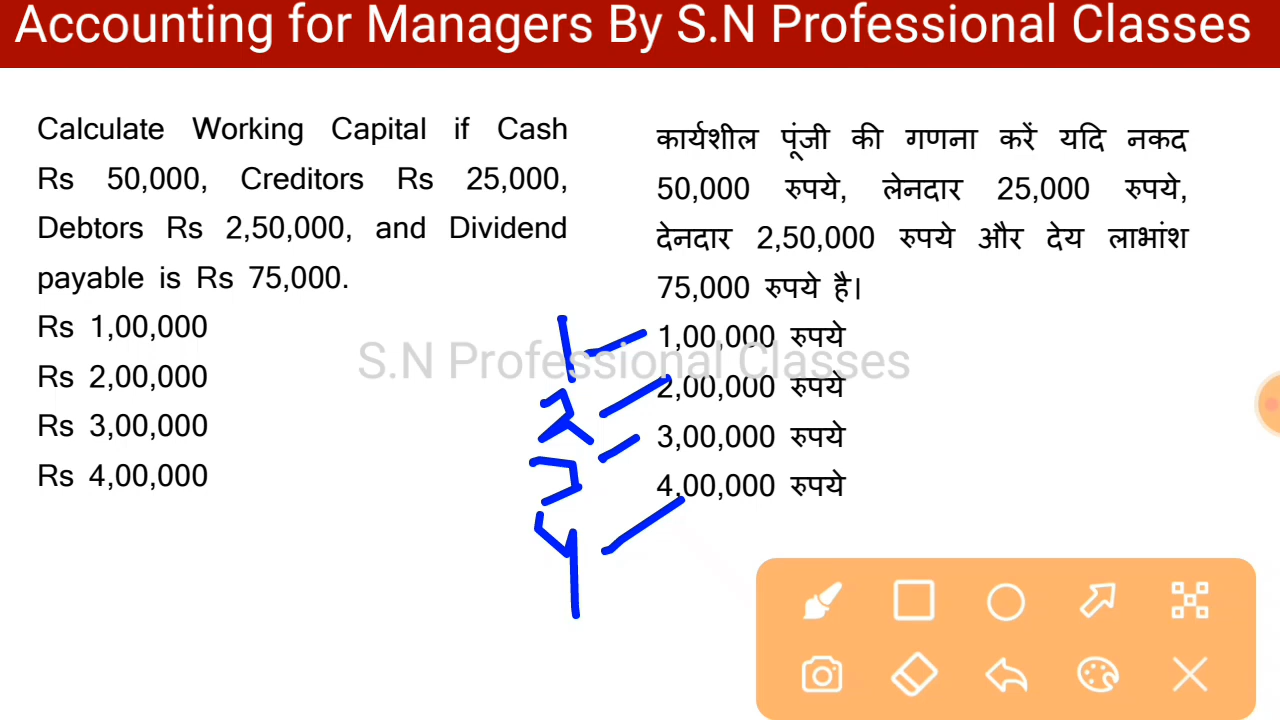 Accounting for Managers By S.N Professional Classes
Calculate Working Capital if Cash
Rs 50,000, Creditors Rs 25,000,
Debtors Rs 2,50,000, and Dividend
payable is Rs 75,000.
Rs 1,00,000
Rs 2,00,000
Rs 3,00,000
Rs 4,00,000
कार्यशील पूंजी की गणना करें यदि नकद
50,000 रुपये, लेनदार 25,000 रुपये,
देनदार 2,50,000 रुपये और देय लाभांश
75,000 रुपये है।
1,00,000 रुपये
2,00,000 रुपये
3,00,000 रुपये
4,00,000 रुपये
1
2
3
4
S.N Professional Classes